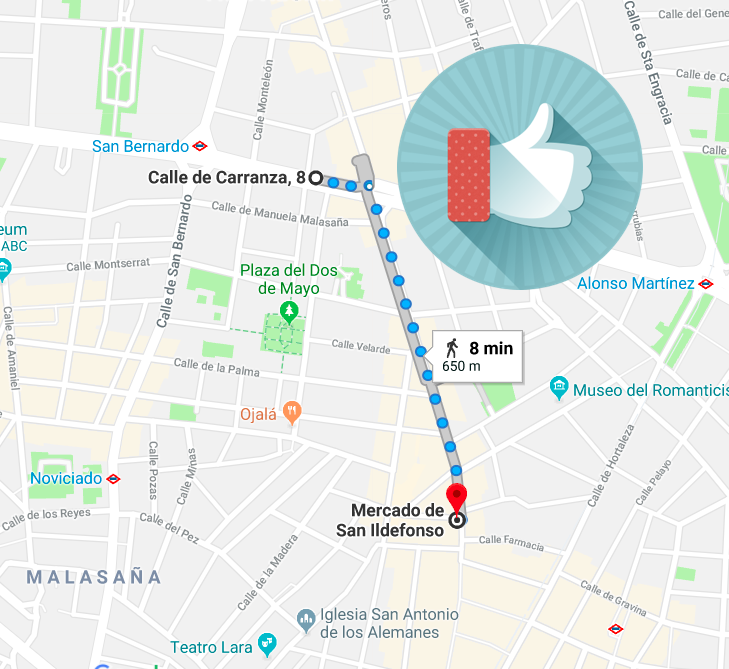 Calle del Gene
Calle de Traf
Calle de Sta Engracia
Calle Monteleón
Calle de Ca
San Bernardo
Calle de Carranza, 8
Calle de Manuela Malasaña
Calle de San Bernardo
eum
ABC
Calle Montserrat
Plaza del Dos
de Mayo
Alonso Martínez
Calle de Amaniel
8 min
650 m
Calle Velarde
Calle de la Palma
Museo del Romanticis
Ojalá
Calle de Hortaleza
Calle Pelayo
Calle Pozas
Calle Minas
Noviciado
Calle de los Reyes
Calle del Pez
Mercado de
San Ildefonso
Calle Farmacia
Calle de la Madera
MALASAÑA
Calle de Gravina
Iglesia San Antonio
de los Alemanes
Teatro Lara